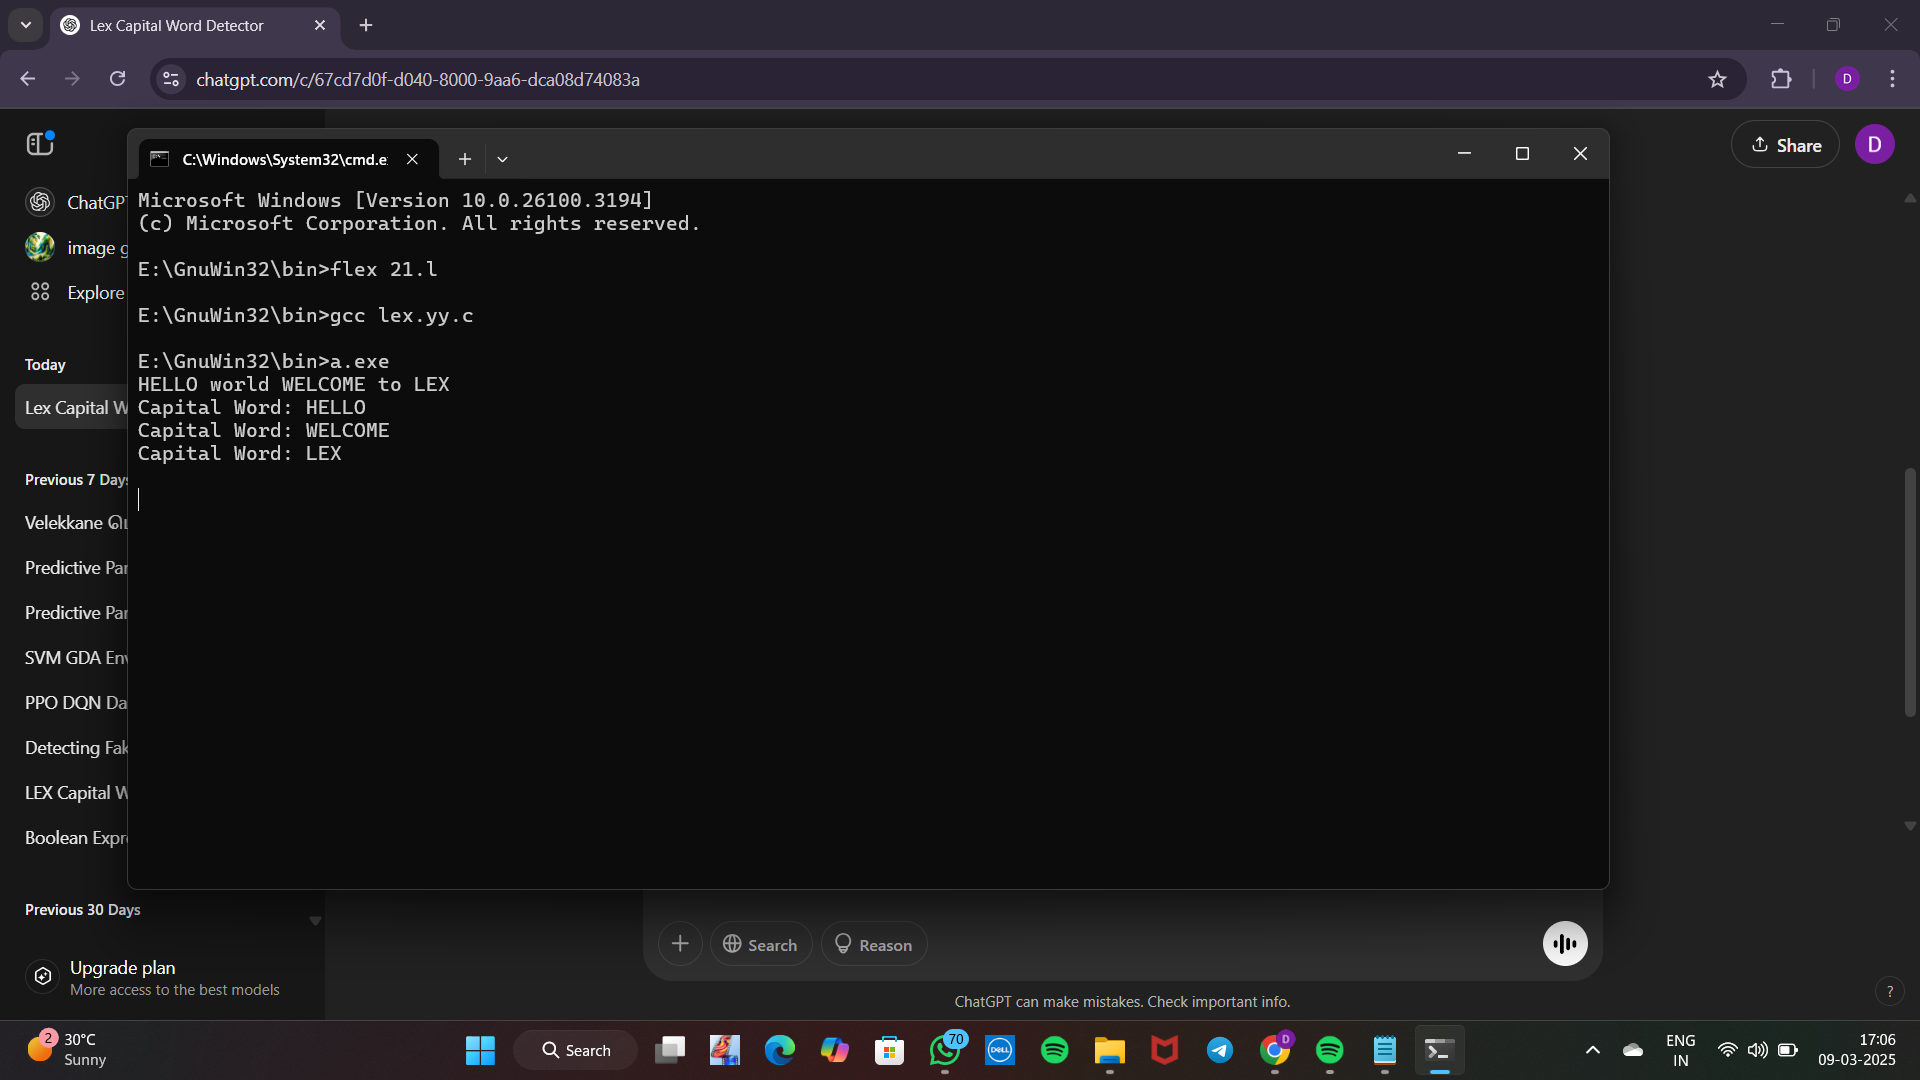 Lex Capital Word Detector
chatgpt.com/c/67cd7d0f-d040-8000-9aa6-dca08d74083a
D
Share
D
C:\Windows\System32\cmd.e
Microsoft Windows [Version 10.0.26100.3194]
(c) Microsoft Corporation. All rights reserved.
E:\GnuWin32\bin>flex 21.l
E:\GnuWin32\bin>gcc lex.yy.c
E:\GnuWin32\bin>a.exe
HELLO world WELCOME to LEX
Capital Word: HELLO
Capital Word: WELCOME
Capital Word: LEX
ChatGPT
image g
Explore
Today
Lex Capital W
Previous 7 Days
Velekkane
Predictive Par
Predictive Par
SVM GDA Env
PPO DQN Da
Detecting Fak
LEX Capital W
Boolean Expre
Previous 30 Days
Upgrade plan
More access to the best models
Search
Reason
ChatGPT can make mistakes. Check important info.
?
2
30°C
Sunny
Search
70
DELL
D
ENG
IN
17:06
09-03-2025